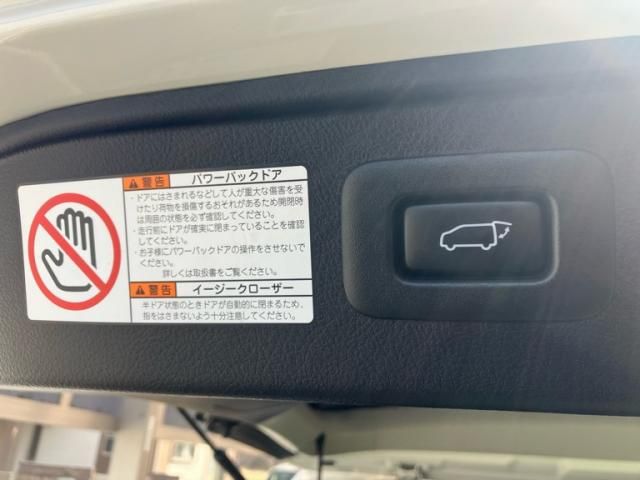 警告 パワーバックドア
・ドアにはさまれるなどして人が重大な傷害を受
けたり荷物を損傷するおそれがあるため開閉時
は周囲の状態を必ず確認してください。
・走行前にドアが確実に閉まっていることを確認
してください。
・お子様にパワーバックドアの操作をさせないで
ください。
詳しくは取扱書をご覧ください。
警告 イージークローザー
半ドア状態のときドアが自動的に閉まるため、
指をはさまないよう十分注意してください。